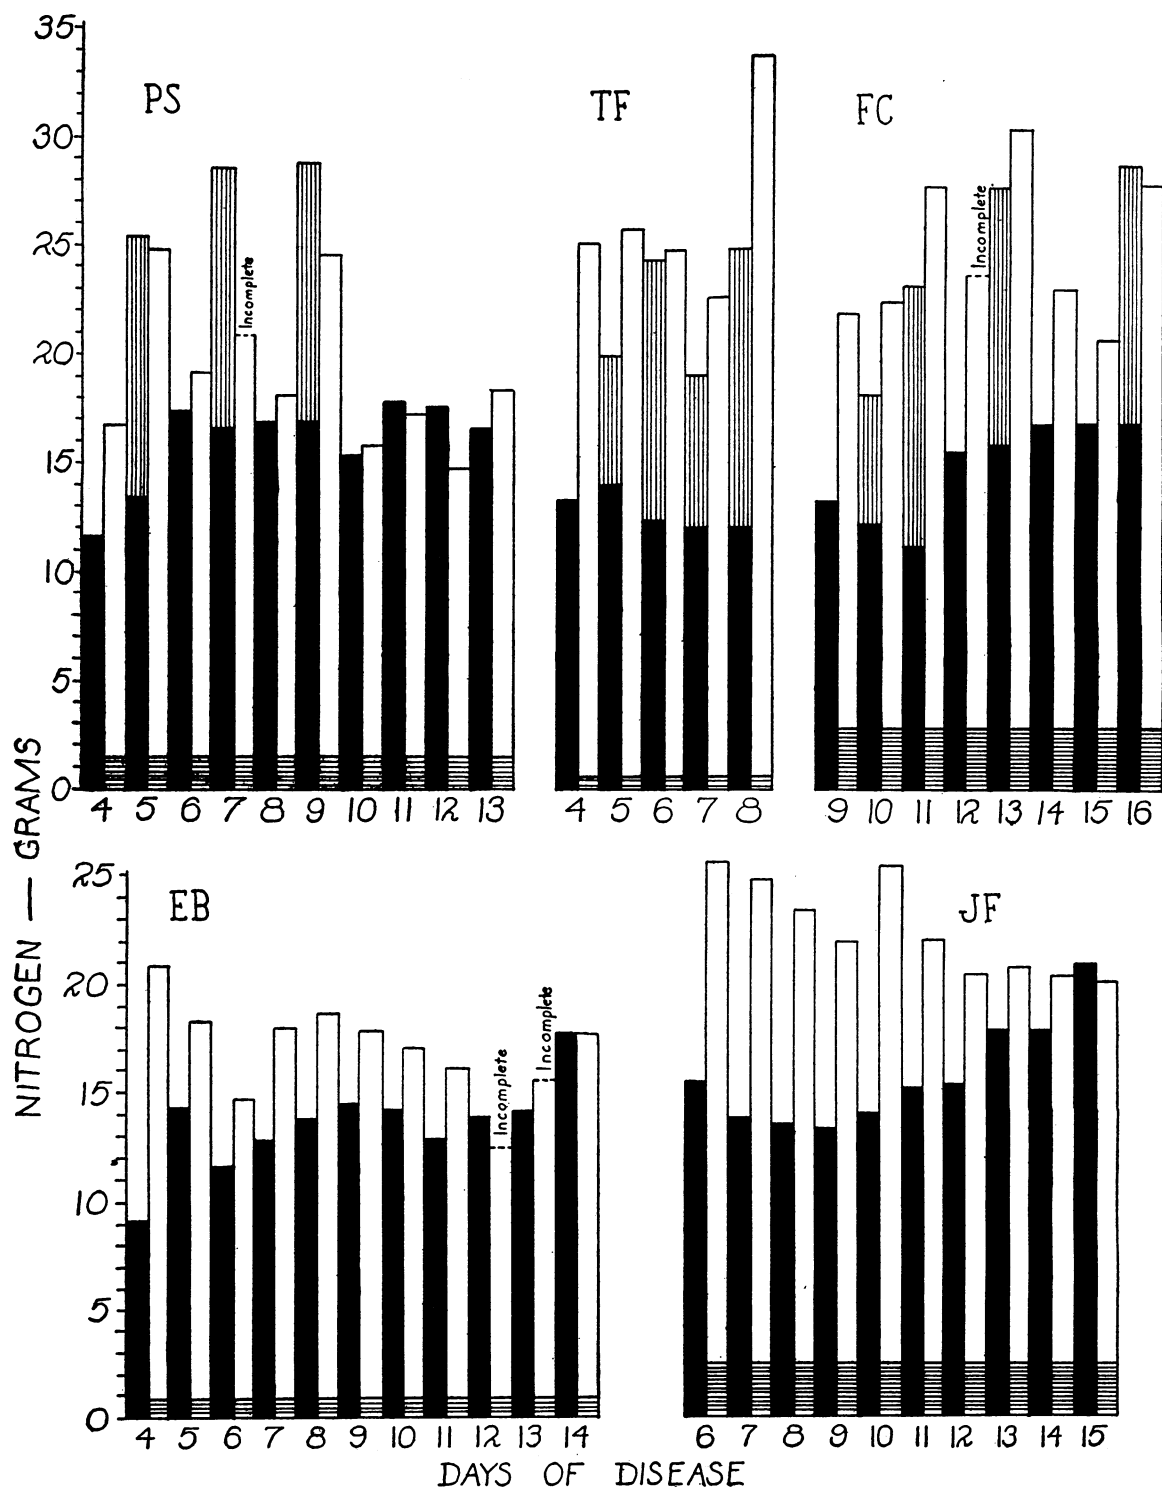 35
30
25
20
15
10
5
0
PS
TF
FC
Incomplete
Incomplete
4 5 6 7 8 9 10 11 12 13
4 5 6 7 8
9 10 11 12 13 14 15 16
NITROGEN — GRAMS
25
20
15
10
5
0
EB
JF
Incomplete
Incomplete
4 5 6 7 8 9 10 11 12 13 14
6 7 8 9 10 11 12 13 14 15
DAYS OF DISEASE